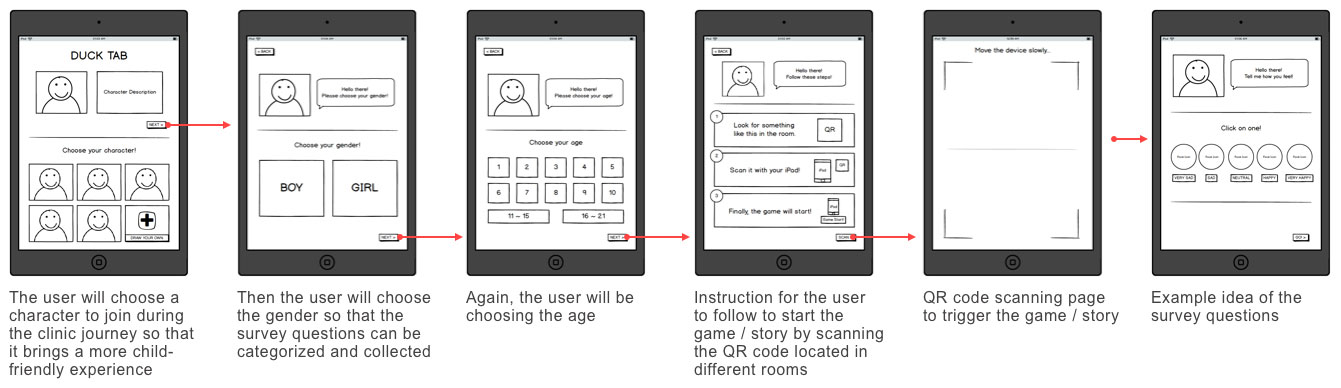 DUCK TAB
Character Description
NEXT >
Choose your character!
DRAW YOUR OWN
The user will choose a
character to join during
the clinic journey so that
it brings a more child-
friendly experience
< BACK
Hello there!
Please choose your gender!
Choose your gender!
BOY
GIRL
NEXT >
Then the user will choose
the gender so that the
survey questions can be
categorized and collected
< BACK
Hello there!
Please choose your age!
Choose your age
1 2 3 4 5
6 7 8 9 10
11 - 15 16 - 21
NEXT >
Again, the user will be
choosing the age
< BACK
Hello there!
Follow these steps!
1
Look for something
like this in the room.
QR
2
Scan it with your iPad!
iPad
QR
3
Finally, the game will start!
iPad
Game Start!
SCAN
Instruction for the user
to follow to start the
game / story by scanning
the QR code located in
different rooms
Move the device slowly...
QR code scanning page
to trigger the game / story
Hello there!
Tell me how you feel!
Click on one!
VERY SAD SAD NEUTRAL HAPPY VERY HAPPY
GO! >
Example idea of the
survey questions